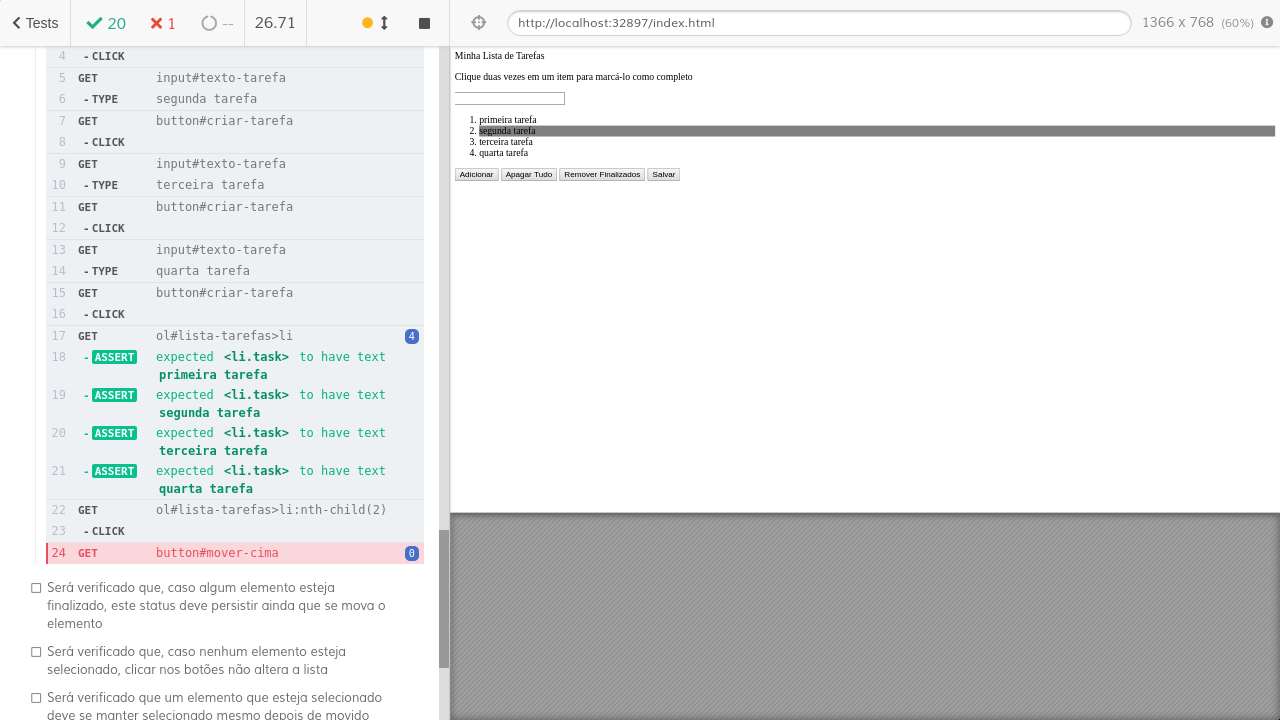 Tests 20 1 -- 26.71
http://localhost:32897/index.html 1366 x 768 (60%)
4 - CLICK
5 GET input#texto-tarefa
6 - TYPE segunda tarefa
7 GET button#criar-tarefa
8 - CLICK
9 GET input#texto-tarefa
10 - TYPE terceira tarefa
11 GET button#criar-tarefa
12 - CLICK
13 GET input#texto-tarefa
14 - TYPE quarta tarefa
15 GET button#criar-tarefa
16 - CLICK
17 GET ol#lista-tarefas>li 4
18 - ASSERT expected <li.task> to have text
primeira tarefa
19 - ASSERT expected <li.task> to have text
segunda tarefa
20 - ASSERT expected <li.task> to have text
terceira tarefa
21 - ASSERT expected <li.task> to have text
quarta tarefa
22 GET ol#lista-tarefas>li:nth-child(2)
23 - CLICK
24 GET button#mover-cima 0
Será verificado que, caso algum elemento esteja
finalizado, este status deve persistir ainda que se mova o
elemento
Será verificado que, caso nenhum elemento esteja
selecionado, clicar nos botões não altera a lista
Será verificado que um elemento que esteja selecionado
deve se manter selecionado mesmo depois de movido
Minha Lista de Tarefas
Clique duas vezes em um item para marcá-lo como completo
1. primeira tarefa
2. segunda tarefa
3. terceira tarefa
4. quarta tarefa
Adicionar Apagar Tudo Remover Finalizados Salvar